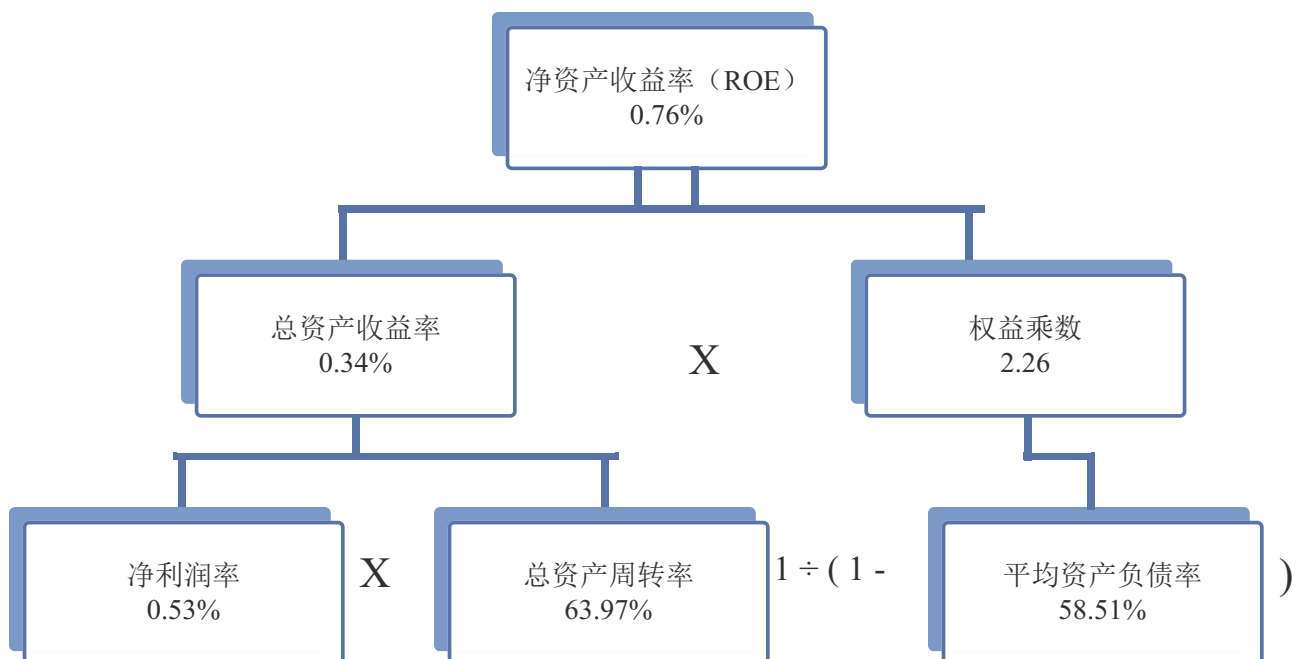 净资产收益率（ROE）
0.76%
总资产收益率
0.34%
X
权益乘数
2.26
净利润率
0.53%
X
总资产周转率
63.97%
1 ÷ ( 1 -
平均资产负债率
58.51%
)